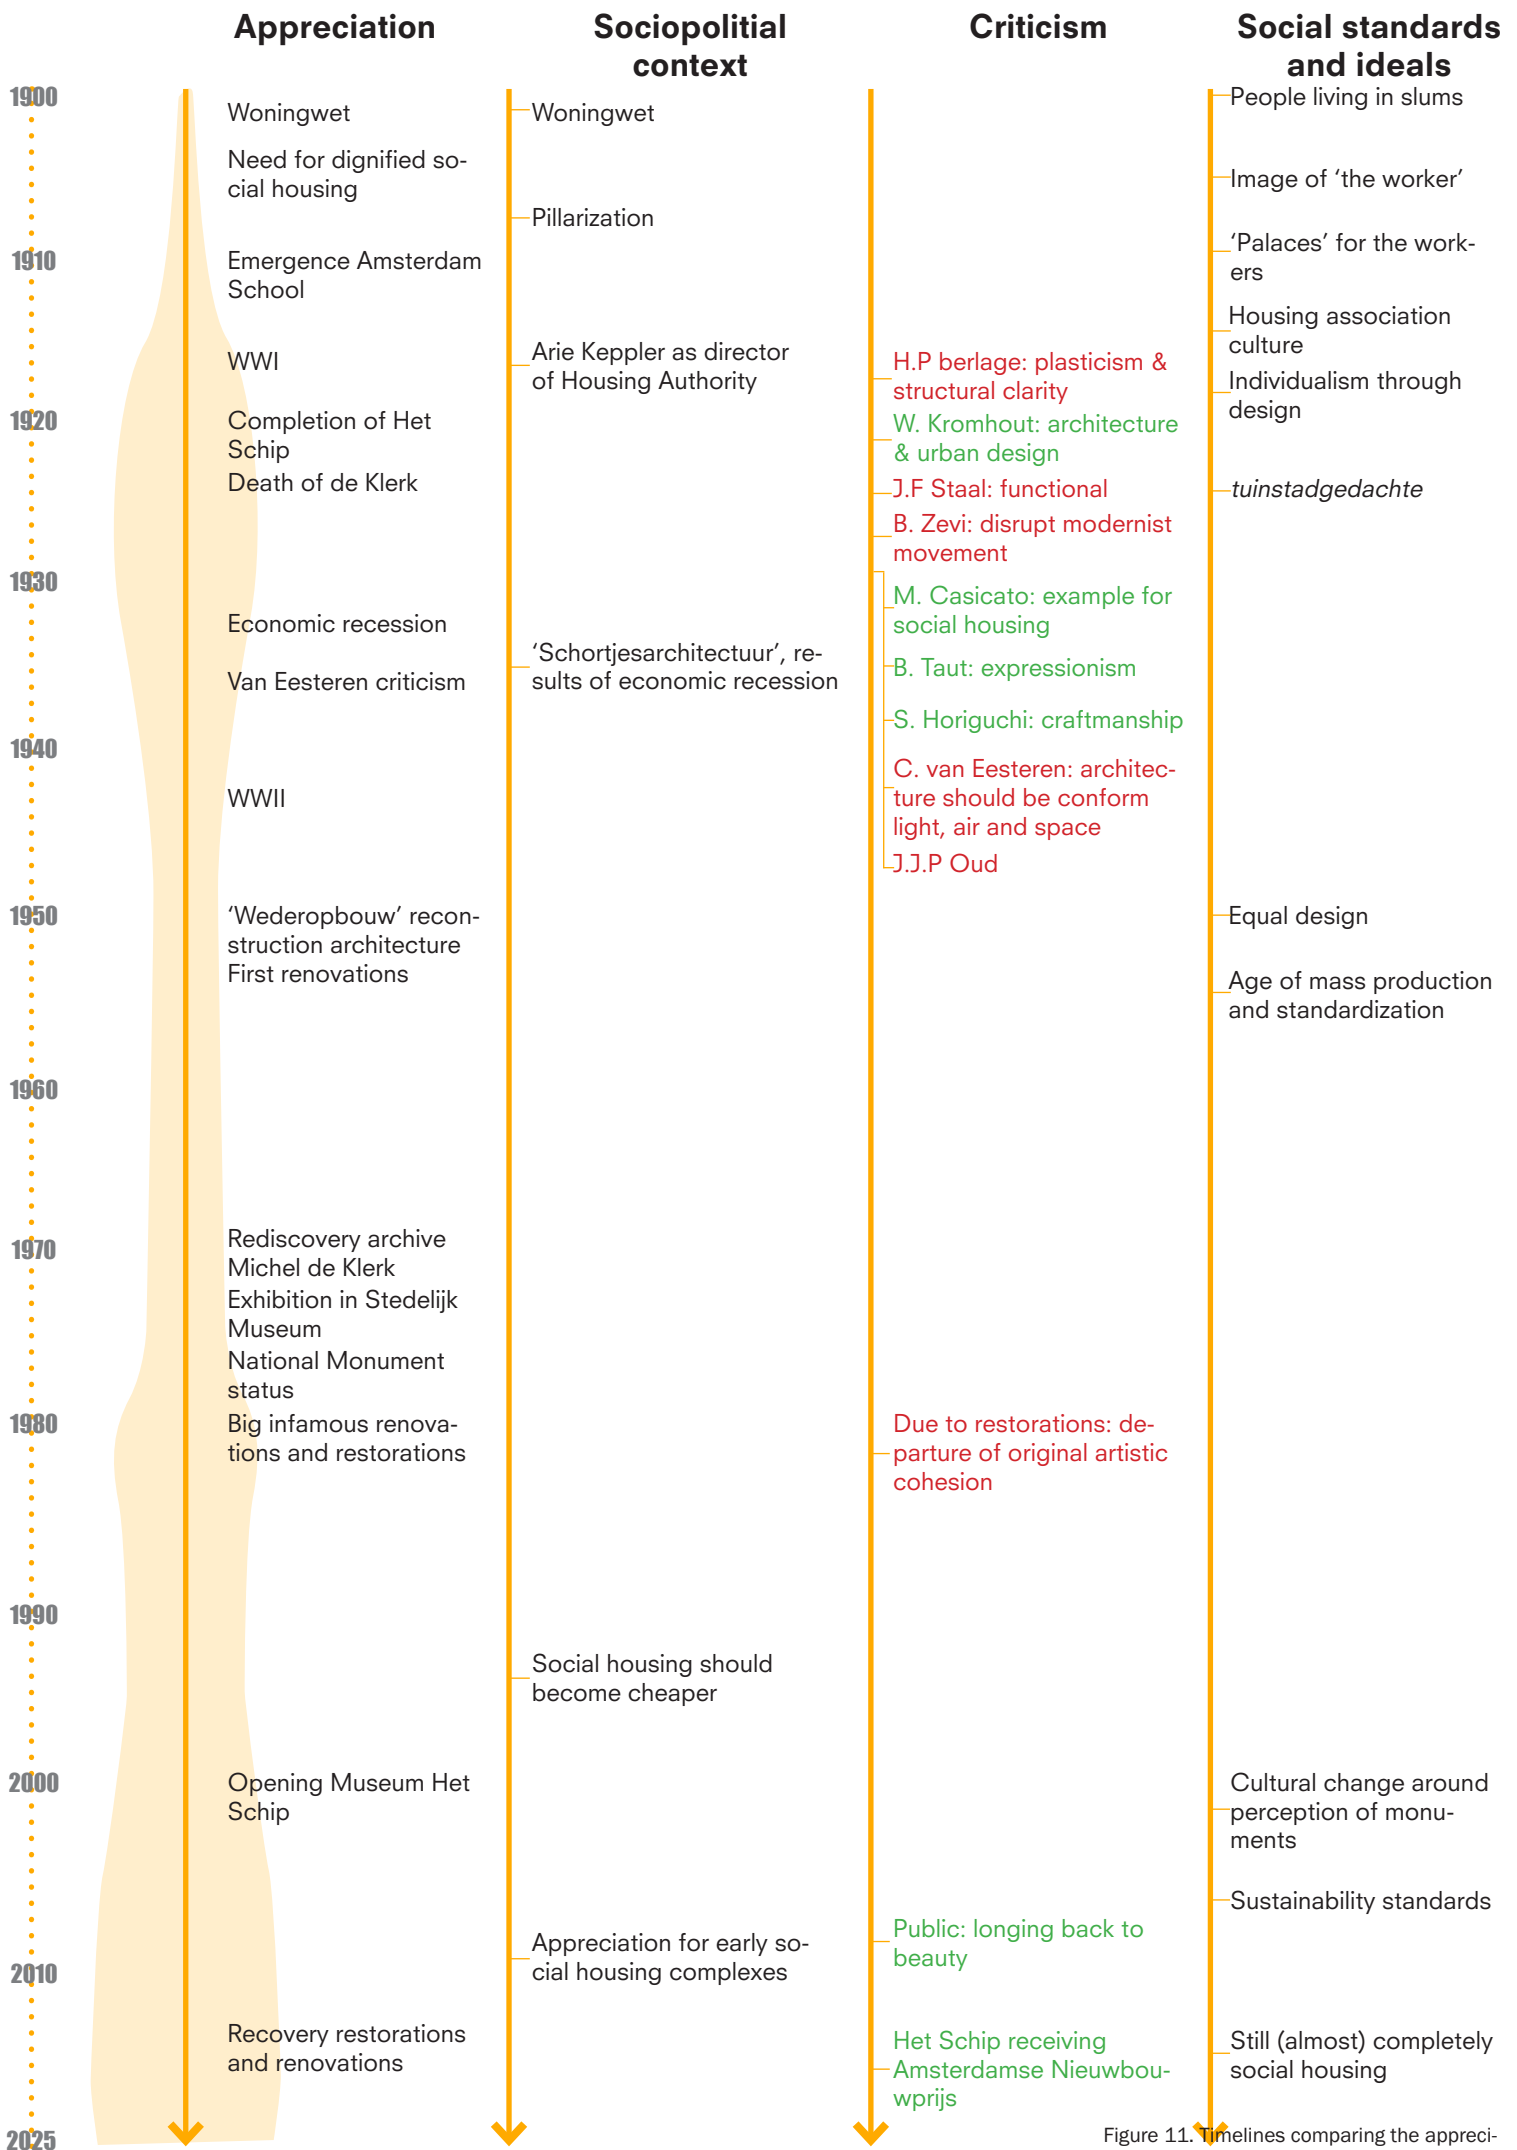 Appreciation
Sociopolitial
context
Criticism
Social standards
and ideals
1900
1910
1920
1930
1940
1950
1960
1970
1980
1990
2000
2010
2025
Woningwet
Need for dignified so-
cial housing
Emergence Amsterdam
School
WWI
Completion of Het
Schip
Death of de Klerk
Economic recession
Van Eesteren criticism
WWII
‘Wederopbouw’ recon-
struction architecture
First renovations
Rediscovery archive
Michel de Klerk
Exhibition in Stedelijk
Museum
National Monument
status
Big infamous renova-
tions and restorations
Opening Museum Het
Schip
Recovery restorations
and renovations
Woningwet
Pillarization
Arie Keppler as director
of Housing Authority
‘Schortjesarchitectuur’, re-
sults of economic recession
Social housing should
become cheaper
Appreciation for early so-
cial housing complexes
H.P berlage: plasticism &
structural clarity
W. Kromhout: architecture
& urban design
J.F Staal: functional
B. Zevi: disrupt modernist
movement
M. Casicato: example for
social housing
B. Taut: expressionism
S. Horiguchi: craftmanship
C. van Eesteren: architec-
ture should be conform
light, air and space
J.J.P Oud
Due to restorations: de-
parture of original artistic
cohesion
Public: longing back to
beauty
Het Schip receiving
Amsterdamse Nieuwbou-
wprijs
People living in slums
Image of ‘the worker’
‘Palaces’ for the work-
ers
Housing association
culture
Individualism through
design
tuinstadgedachte
Equal design
Age of mass production
and standardization
Cultural change around
perception of monu-
ments
Sustainability standards
Still (almost) completely
social housing
Figure 11. Timelines comparing the appreci-